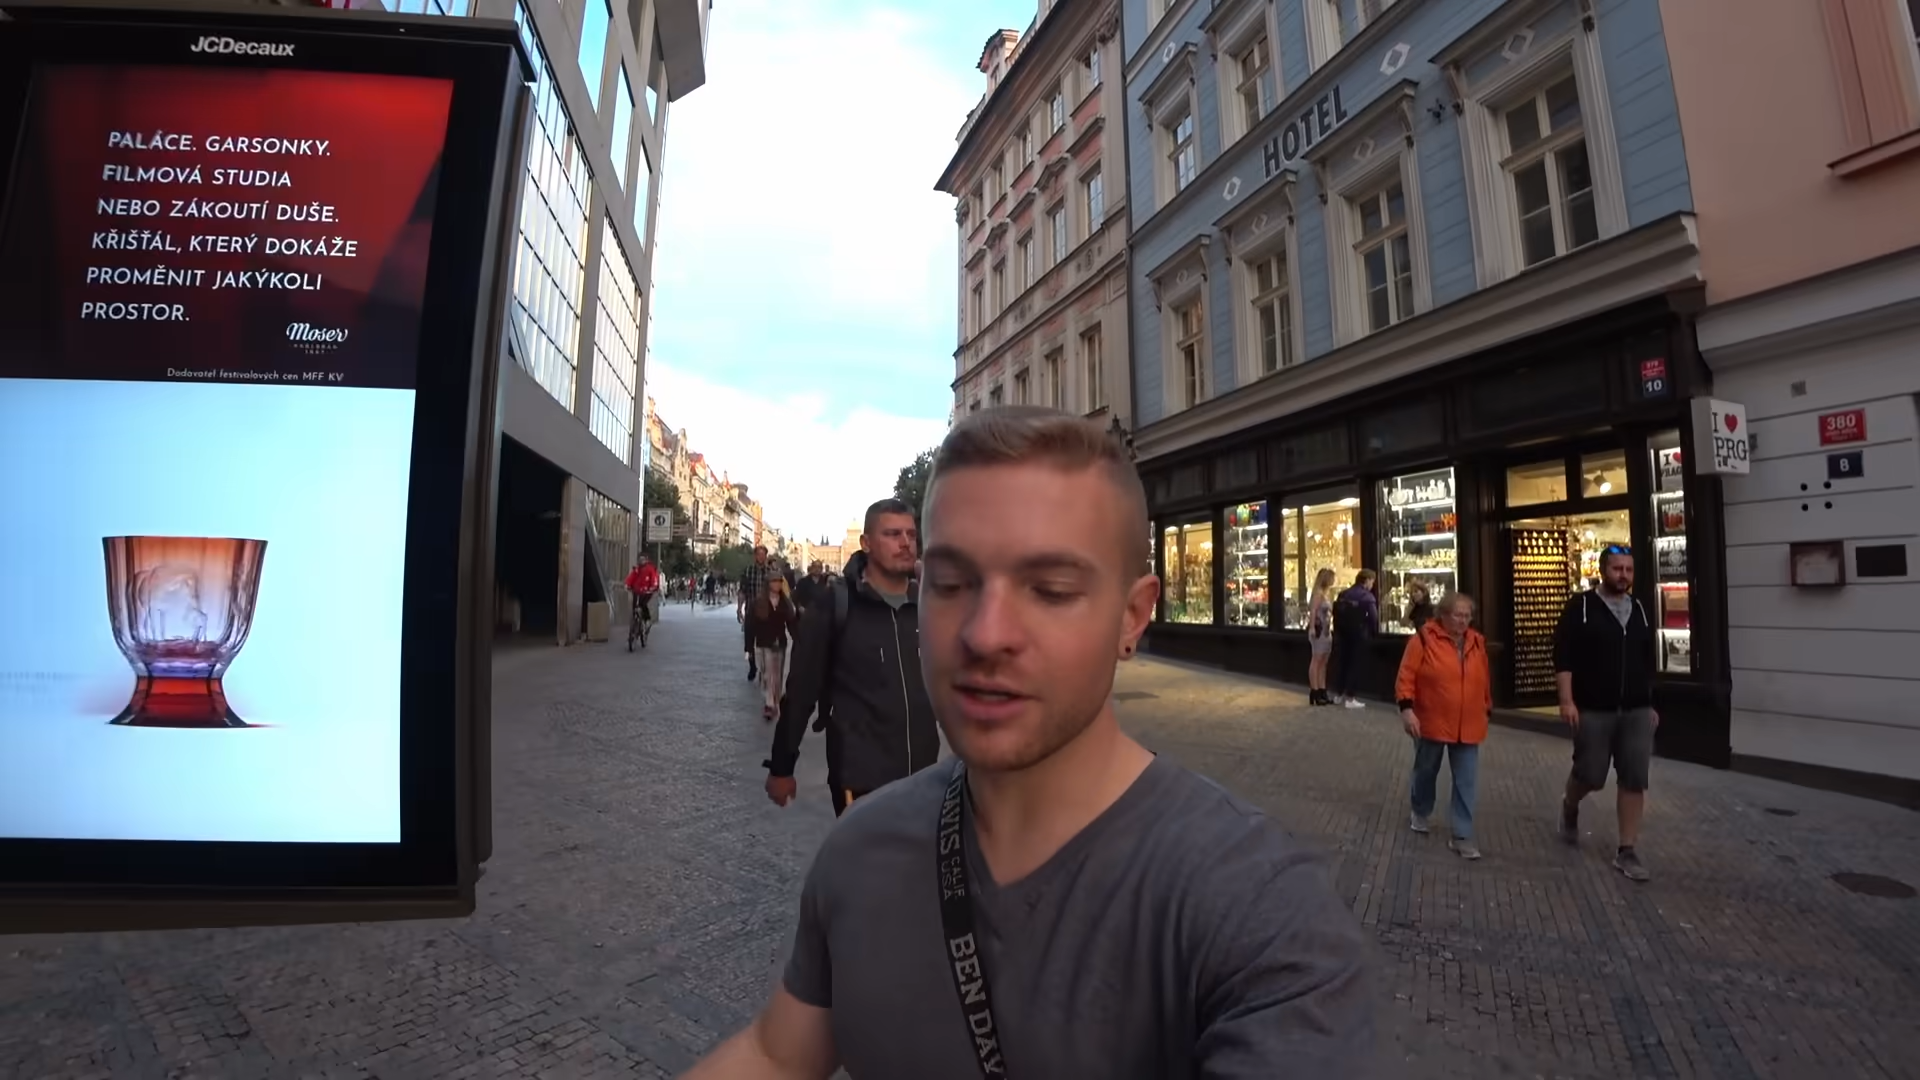 JCDecaux
PALÁCE. GARSONKY.
FILMOVÁ STUDIA
NEBO ZÁKOUTÍ DUŠE.
KŘIŠŤÁL, KTERÝ DOKÁŽE
PROMĚNIT JAKÝKOLI
PROSTOR.
Moser
Dodavatel festivalových cen MFF KV
HOTEL
10
I ❤
PRG
380
8
DAVIS CALIF
USA
BEN DAV